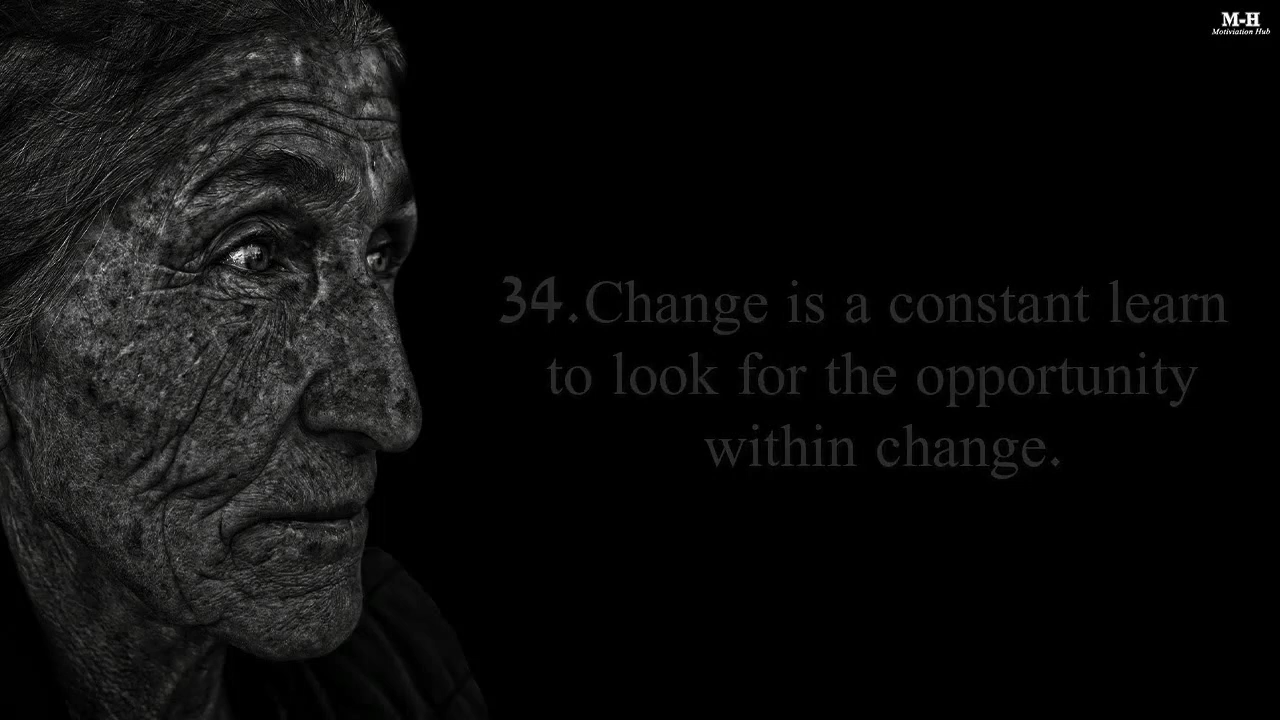 M-H
Motiviation Hub
34.Change is a constant learn
to look for the opportunity
within change.